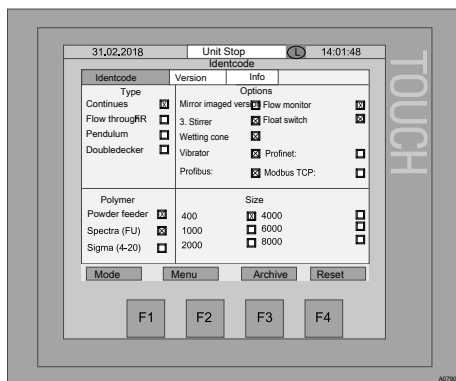 31.02.2018 Unit Stop L 14:01:48
Identcode
Identcode Version Info
Type Options
Continues Mirror imaged version Flow monitor
Flow throughR 3. Stirrer Float switch
Pendulum Wetting cone
Doubledecker Vibrator Profinet:
Profibus: Modbus TCP:
Polymer Size
Powder feeder 400 4000
Spectra (FU) 1000 6000
Sigma (4-20) 2000 8000
Mode Menu Archive Reset
F1 F2 F3 F4
TOUCH
A0790